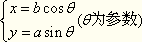 x = b cos θ
y = a sin θ (θ为参数)